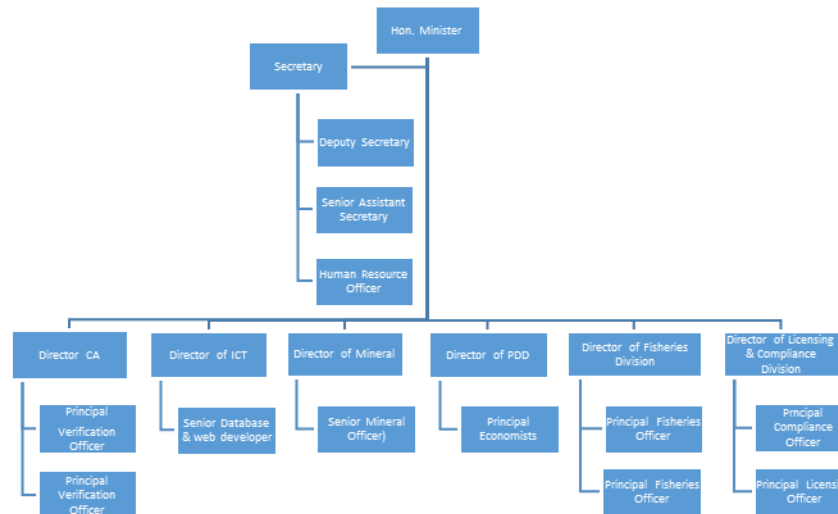 Hon. Minister
Secretary
Deputy Secretary
Senior Assistant
Secretary
Human Resource
Officer
Director CA
Principal
Verification
Officer
Principal
Verification
Officer
Director of ICT
Senior Database
& web developer
Director of Mineral
Senior Mineral
Officer)
Director of PDD
Principal
Economists
Director of Fisheries
Division
Principal Fisheries
Officer
Principal Fisheries
Officer
Director of Licensing
& Compliance
Division
Prncipal
Compliance
Officer
Principal Licensi
Officer